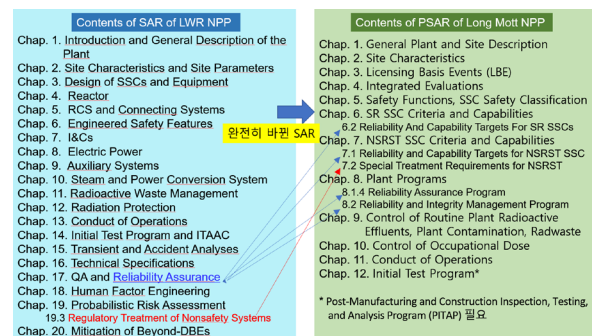 Contents of SAR of LWR NPP
Chap. 1. Introduction and General Description of the
Plant
Chap. 2. Site Characteristics and Site Parameters
Chap. 3. Design of SSCs and Equipment
Chap. 4. Reactor
Chap. 5. RCS and Connecting Systems
Chap. 6. Engineered Safety Features
Chap. 7. I&Cs
Chap. 8. Electric Power
Chap. 9. Auxiliary Systems
Chap. 10. Steam and Power Conversion System
Chap. 11. Radioactive Waste Management
Chap. 12. Radiation Protection
Chap. 13. Conduct of Operations
Chap. 14. Initial Test Program and ITAAC
Chap. 15. Transient and Accident Analyses
Chap. 16. Technical Specifications
Chap. 17. QA and Reliability Assurance
Chap. 18. Human Factor Engineering
Chap. 19. Probabilistic Risk Assessment
19.3 Regulatory Treatment of Nonsafety Systems
Chap. 20. Mitigation of Beyond-DBEs
완전히 바뀐 SAR
Contents of PSAR of Long Mott NPP
Chap. 1. General Plant and Site Description
Chap. 2. Site Characteristics
Chap. 3. Licensing Basis Events (LBE)
Chap. 4. Integrated Evaluations
Chap. 5. Safety Functions, SSC Safety Classification
Chap. 6. SR SSC Criteria and Capabilities
6.2 Reliability And Capability Targets For SR SSCs
Chap. 7. NSRST SSC Criteria and Capabilities
7.1 Reliability and Capability Targets for NSRST SSC
7.2 Special Treatment Requirements for NSRST
Chap. 8. Plant Programs
8.1.4 Reliability Assurance Program
8.2 Reliability and Integrity Management Program
Chap. 9. Control of Routine Plant Radioactive
Effluents, Plant Contamination, Radwaste
Chap. 10. Control of Occupational Dose
Chap. 11. Conduct of Operations
Chap. 12. Initial Test Program*
* Post-Manufacturing and Construction Inspection, Testing,
and Analysis Program (PITAP) 필요